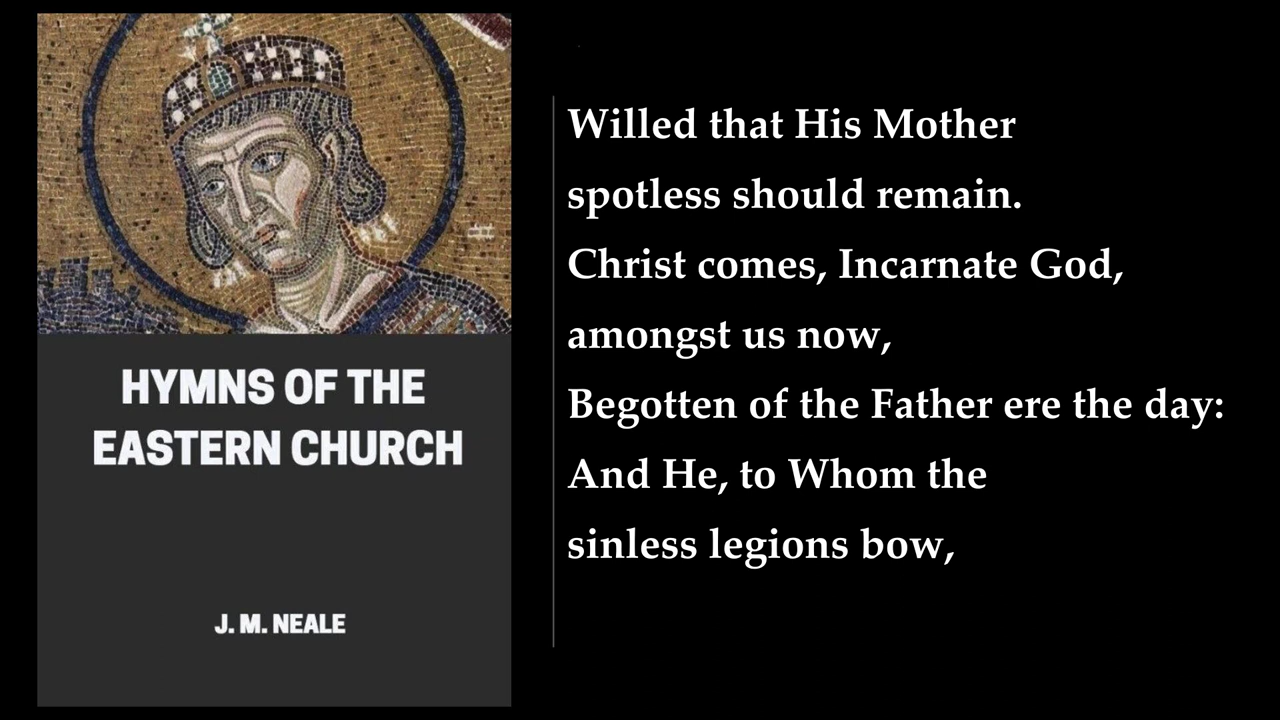 HYMNS OF THE
EASTERN CHURCH
J. M. NEALE
Willed that His Mother
spotless should remain.
Christ comes, Incarnate God,
amongst us now,
Begotten of the Father ere the day:
And He, to Whom the
sinless legions bow,